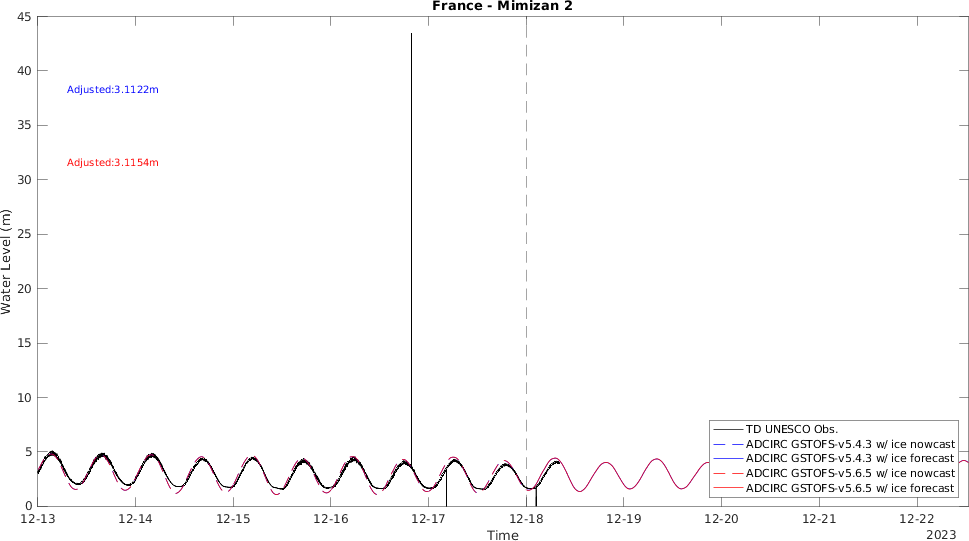 France - Mimizan 2
45
40
35
30
25
20
15
10
5
0
Water Level (m)
Adjusted:3.1122m
Adjusted:3.1154m
TD UNESCO Obs.
ADCIRC GSTOFS-v5.4.3 w/ ice nowcast
ADCIRC GSTOFS-v5.4.3 w/ ice forecast
ADCIRC GSTOFS-v5.6.5 w/ ice nowcast
ADCIRC GSTOFS-v5.6.5 w/ ice forecast
12-13 12-14 12-15 12-16 12-17 12-18 12-19 12-20 12-21 12-22
Time
2023